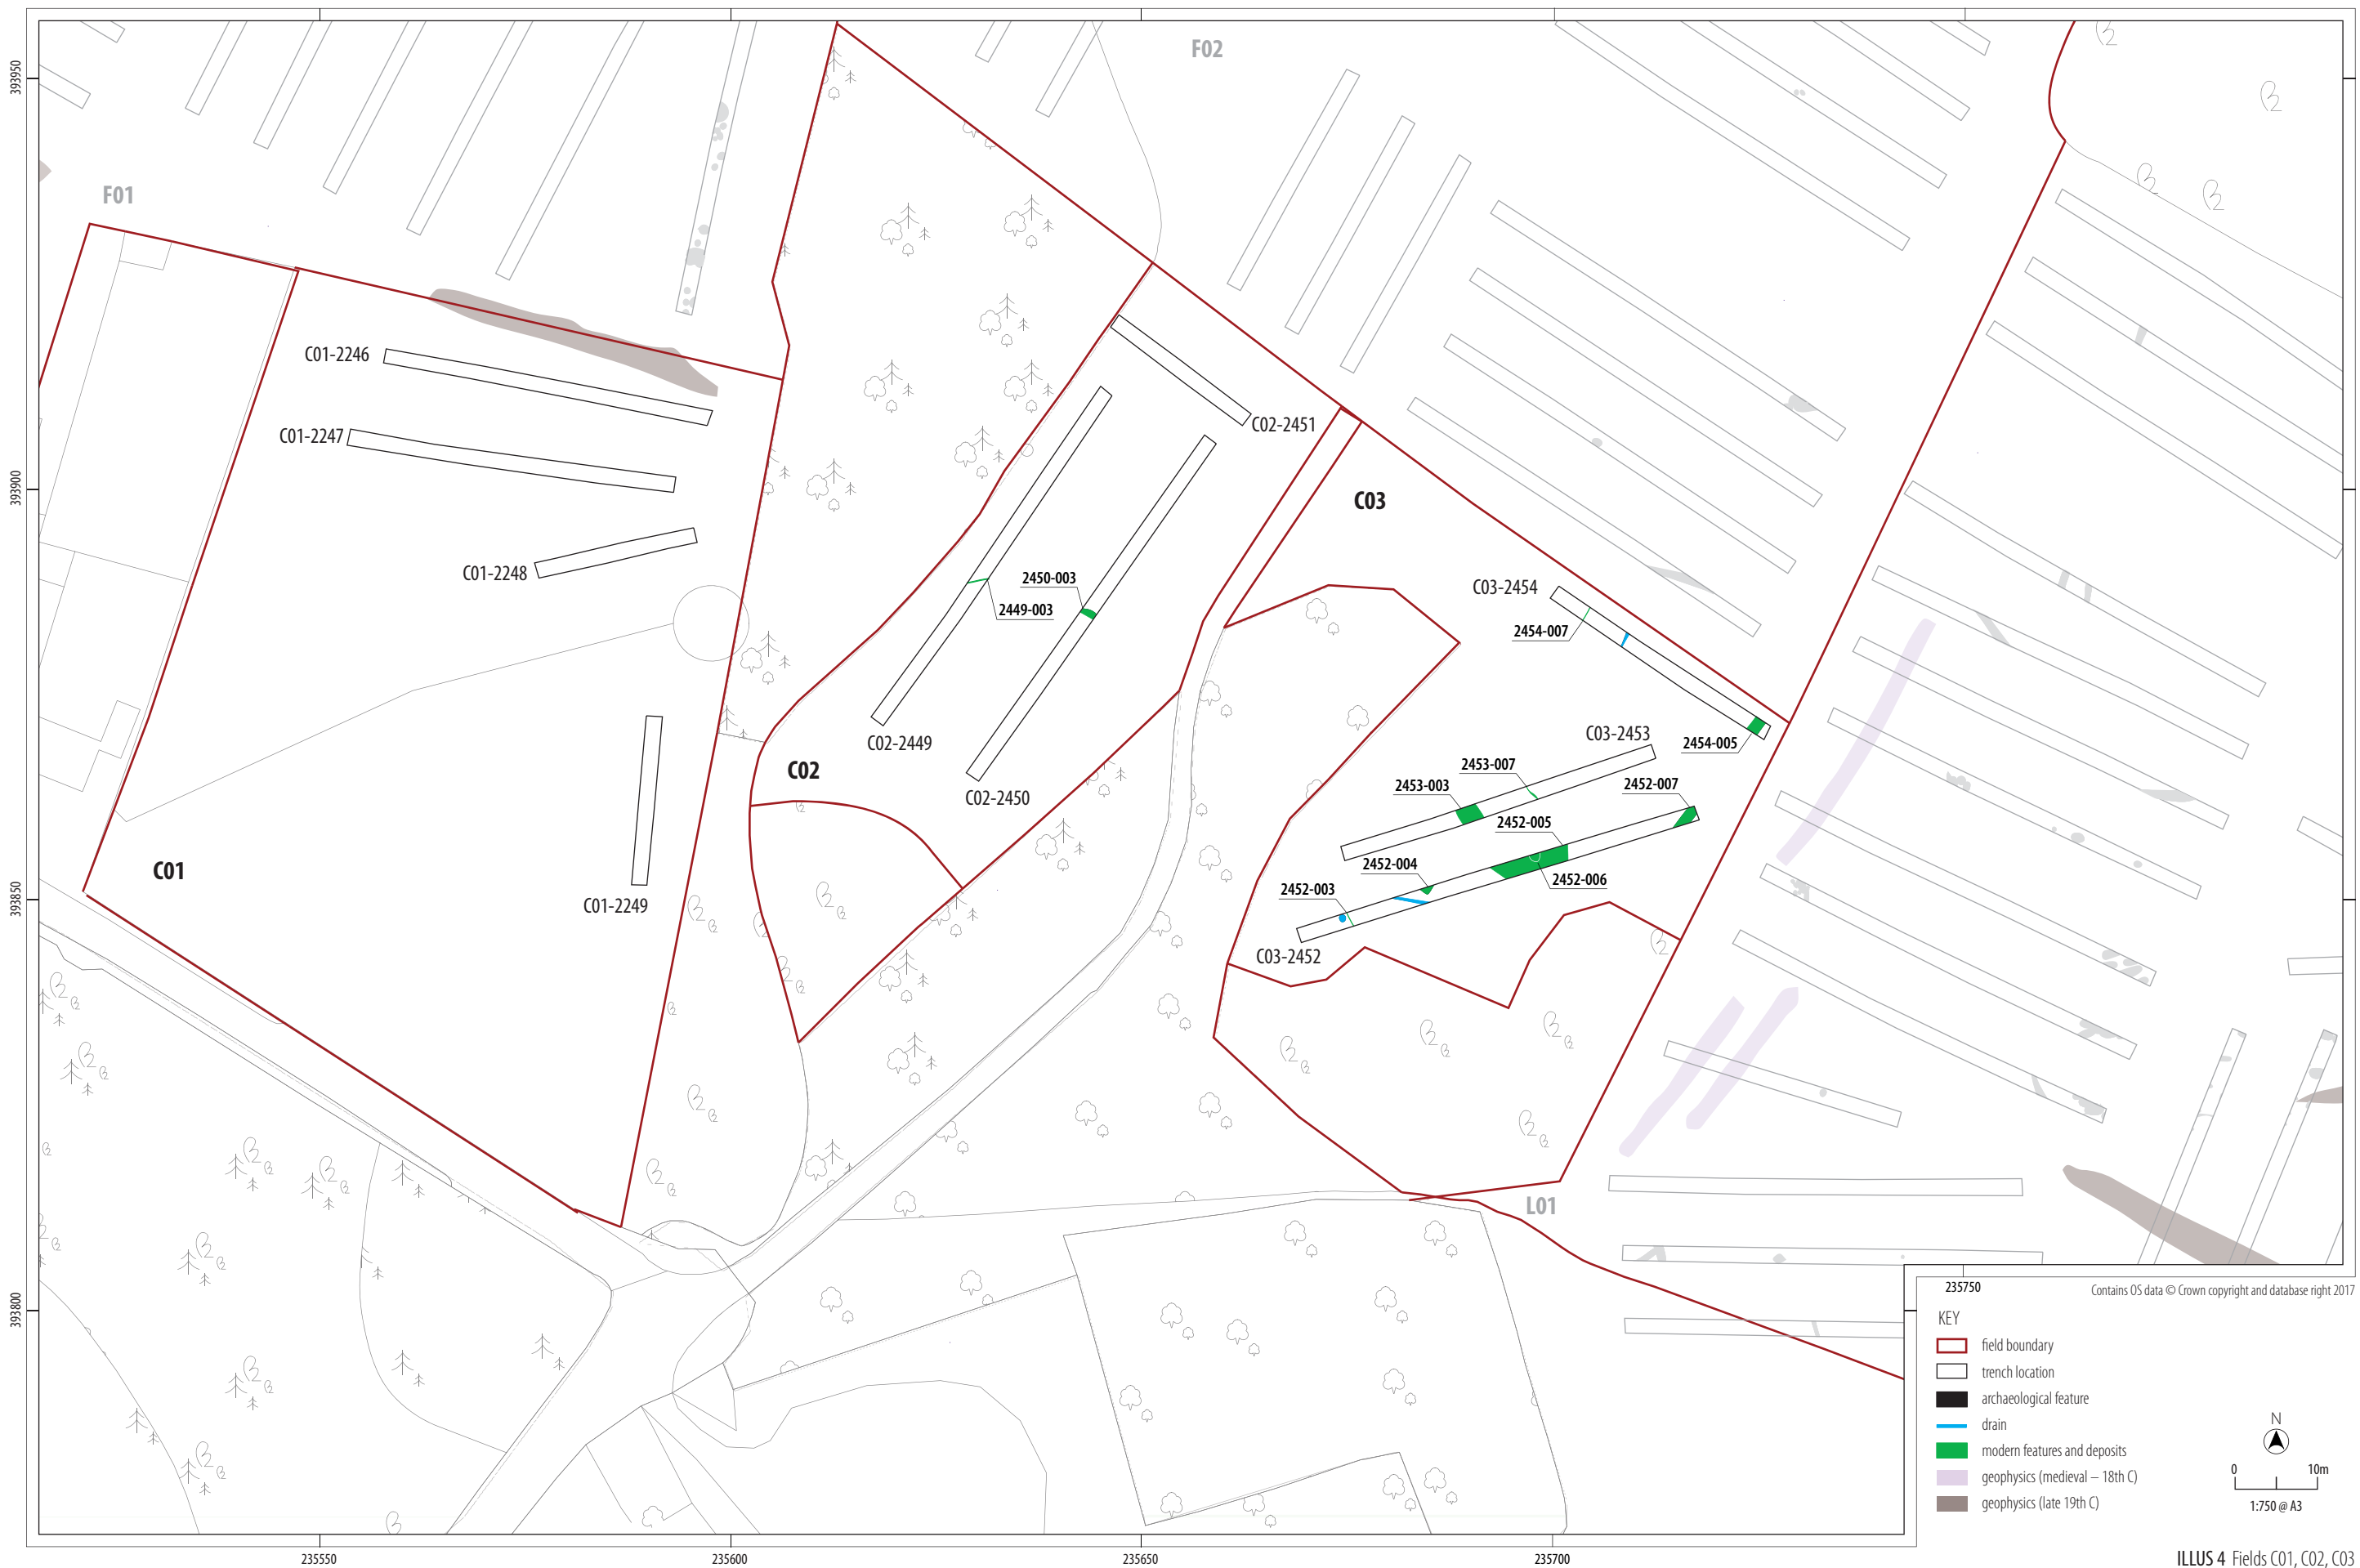 F02
393950
F01
C01-2246
C02-2451
C01-2247
393900
C03
C01-2248
2450-003
C03-2454
2449-003
2454-007
C03-2453
C02-2449
2454-005
2453-007
C02
2453-003
2452-007
C02-2450
2452-005
2452-004
C01
2452-006
2452-003
393850
C01-2249
C03-2452
L01
235750
Contains OS data © Crown copyright and database right 2017
393800
KEY
field boundary
trench location
archaeological feature
drain
modern features and deposits
geophysics (medieval – 18th C)
geophysics (late 19th C)
N
0 10m
1:750 @ A3
235550 235600 235650 235700
ILLUS 4 Fields C01, C02, C03